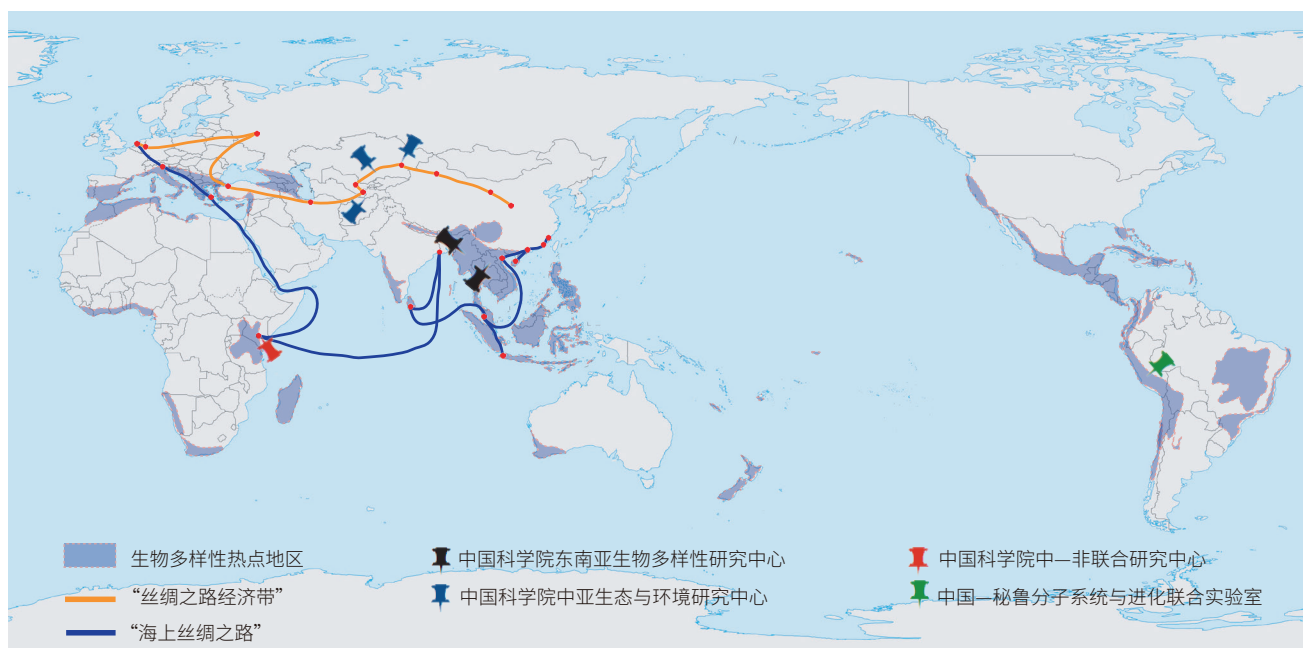 生物多样性热点地区
“丝绸之路经济带”
“海上丝绸之路”
中国科学院东南亚生物多样性研究中心
中国科学院中亚生态与环境研究中心
中国科学院中—非联合研究中心
中国—秘鲁分子系统与进化联合实验室